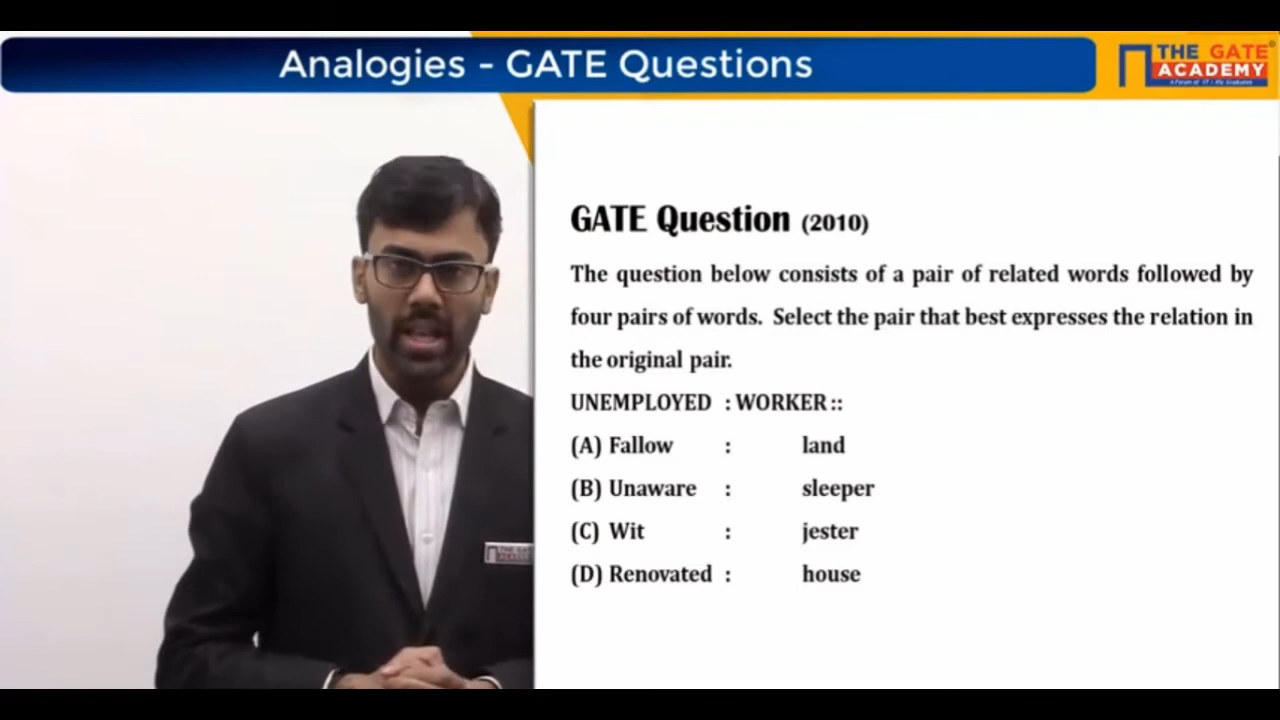 Analogies - GATE Questions
THE GATE
ACADEMY
GATE Question (2010)
The question below consists of a pair of related words followed by
four pairs of words. Select the pair that best expresses the relation in
the original pair.
UNEMPLOYED : WORKER ::
(A) Fallow : land
(B) Unaware : sleeper
(C) Wit : jester
(D) Renovated : house